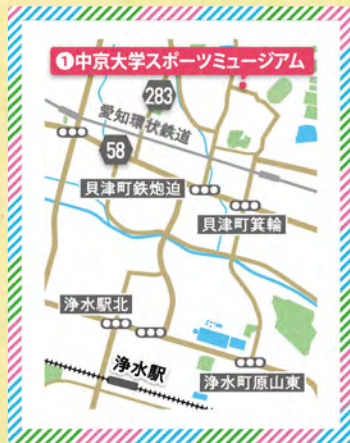 ❶中京大学スポーツミュージアム
283
愛知環状鉄道
58
貝津町鉄炮迫
貝津町箕輪
浄水駅北
浄水駅
浄水町原山東